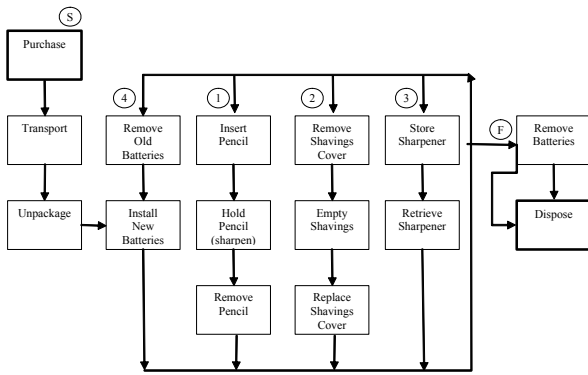 S
Purchase
4
1
2
3
F
Transport
Remove
Old
Batteries
Insert
Pencil
Remove
Shavings
Cover
Store
Sharpener
Remove
Batteries
Unpackage
Install
New
Batteries
Hold
Pencil
(sharpen)
Empty
Shavings
Retrieve
Sharpener
Dispose
Remove
Pencil
Replace
Shavings
Cover